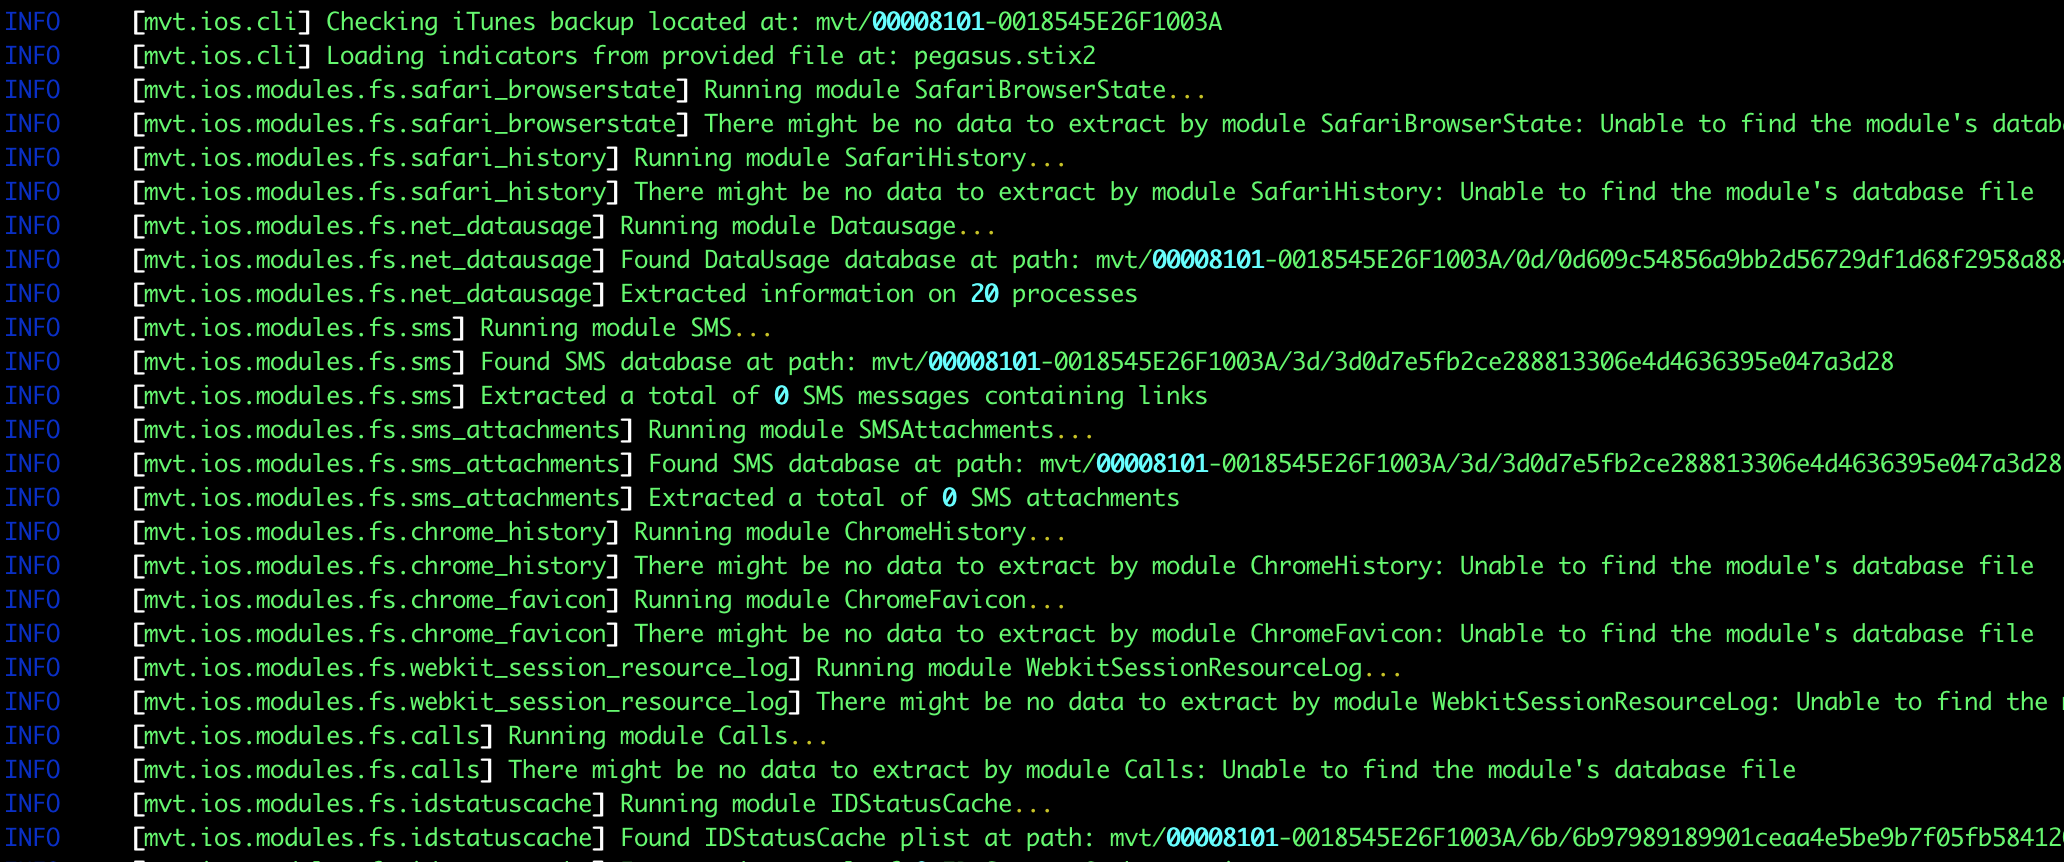 INFO [mvt.ios.cli] Checking iTunes backup located at: mvt/00008101-0018545E26F1003A
INFO [mvt.ios.cli] Loading indicators from provided file at: pegasus.stix2
INFO [mvt.ios.modules.fs.safari_browserstate] Running module SafariBrowserState...
INFO [mvt.ios.modules.fs.safari_browserstate] There might be no data to extract by module SafariBrowserState: Unable to find the module's datab
INFO [mvt.ios.modules.fs.safari_history] Running module SafariHistory...
INFO [mvt.ios.modules.fs.safari_history] There might be no data to extract by module SafariHistory: Unable to find the module's database file
INFO [mvt.ios.modules.fs.net_datausage] Running module Datausage...
INFO [mvt.ios.modules.fs.net_datausage] Found DataUsage database at path: mvt/00008101-0018545E26F1003A/0d/0d609c54856a9bb2d56729df1d68f2958a88
INFO [mvt.ios.modules.fs.net_datausage] Extracted information on 20 processes
INFO [mvt.ios.modules.fs.sms] Running module SMS...
INFO [mvt.ios.modules.fs.sms] Found SMS database at path: mvt/00008101-0018545E26F1003A/3d/3d0d7e5fb2ce288813306e4d4636395e047a3d28
INFO [mvt.ios.modules.fs.sms] Extracted a total of 0 SMS messages containing links
INFO [mvt.ios.modules.fs.sms_attachments] Running module SMSAttachments...
INFO [mvt.ios.modules.fs.sms_attachments] Found SMS database at path: mvt/00008101-0018545E26F1003A/3d/3d0d7e5fb2ce288813306e4d4636395e047a3d28
INFO [mvt.ios.modules.fs.sms_attachments] Extracted a total of 0 SMS attachments
INFO [mvt.ios.modules.fs.chrome_history] Running module ChromeHistory...
INFO [mvt.ios.modules.fs.chrome_history] There might be no data to extract by module ChromeHistory: Unable to find the module's database file
INFO [mvt.ios.modules.fs.chrome_favicon] Running module ChromeFavicon...
INFO [mvt.ios.modules.fs.chrome_favicon] There might be no data to extract by module ChromeFavicon: Unable to find the module's database file
INFO [mvt.ios.modules.fs.webkit_session_resource_log] Running module WebkitSessionResourceLog...
INFO [mvt.ios.modules.fs.webkit_session_resource_log] There might be no data to extract by module WebkitSessionResourceLog: Unable to find the
INFO [mvt.ios.modules.fs.calls] Running module Calls...
INFO [mvt.ios.modules.fs.calls] There might be no data to extract by module Calls: Unable to find the module's database file
INFO [mvt.ios.modules.fs.idstatuscache] Running module IDStatusCache...
INFO [mvt.ios.modules.fs.idstatuscache] Found IDStatusCache plist at path: mvt/00008101-0018545E26F1003A/6b/6b97989189901ceaa4e5be9b7f05fb58412